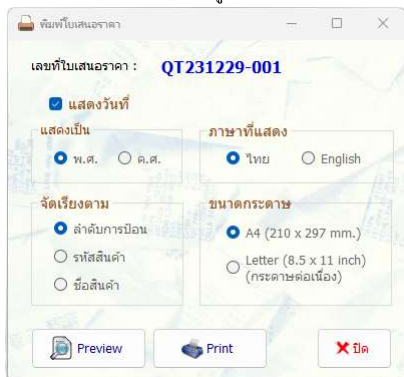 พิมพ์ใบเสนอราคา
เลขที่ใบเสนอราคา : QT231229-001
แสดงวันที่
แสดงเป็น
พ.ศ. ค.ศ.
ภาษาที่แสดง
ไทย English
จัดเรียงตาม
ลำดับการป้อน
รหัสสินค้า
ชื่อสินค้า
ขนาดกระดาษ
A4 (210 x 297 mm.)
Letter (8.5 x 11 inch)
(กระดาษต่อเนื่อง)
Preview Print ปิด